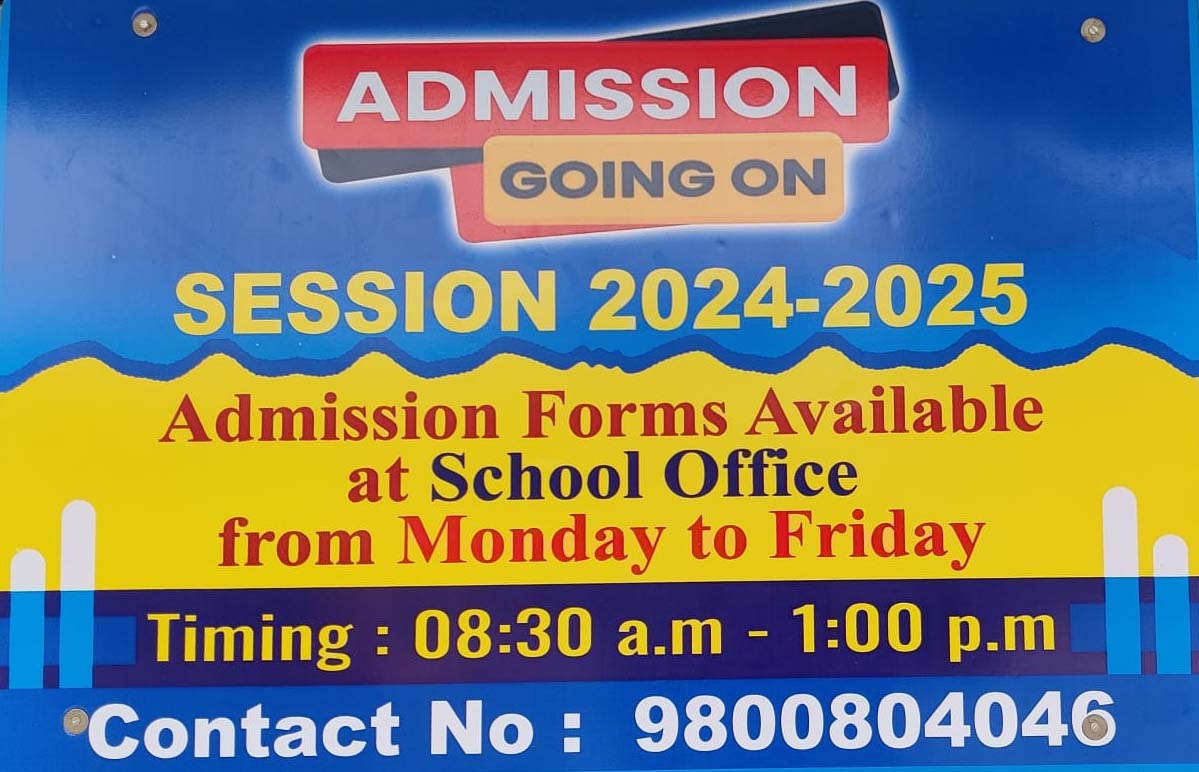 ADMISSION
GOING ON
SESSION 2024-2025
Admission Forms Available
at School Office
from Monday to Friday
Timing : 08:30 a.m - 1:00 p.m
Contact No : 9800804046